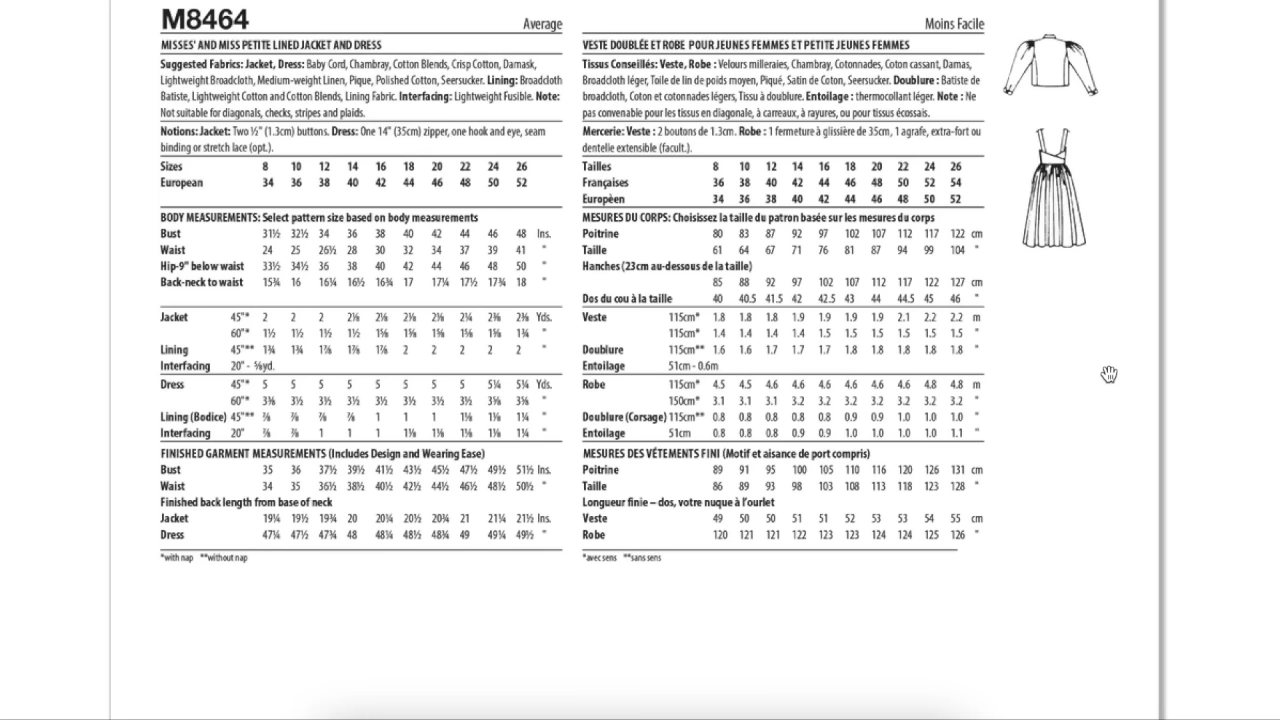 M8464 Average
MISSES' AND MISS PETITE LINED JACKET AND DRESS
Suggested Fabrics: Jacket, Dress: Baby Cord, Chambray, Cotton Blends, Crisp Cotton, Damask,
Lightweight Broadcloth, Medium-weight Linen, Pique, Polished Cotton, Seersucker. Lining: Broadcloth
Batiste, Lightweight Cotton and Cotton Blends, Lining Fabric. Interfacing: Lightweight Fusible. Note:
Not suitable for diagonals, checks, stripes and plaids.
Notions: Jacket: Two ½" (1.3cm) buttons. Dress: One 14" (35cm) zipper, one hook and eye, seam
binding or stretch lace (opt.).
Sizes 8 10 12 14 16 18 20 22 24 26
European 34 36 38 40 42 44 46 48 50 52
BODY MEASUREMENTS: Select pattern size based on body measurements
Bust 31½ 32½ 34 36 38 40 42 44 46 48 Ins.
Waist 24 25 26½ 28 30 32 34 37 39 41 "
Hip-9" below waist 33½ 34½ 36 38 40 42 44 46 48 50 "
Back-neck to waist 15¾ 16 16¼ 16½ 16¾ 17 17¼ 17½ 17¾ 18 "
Jacket 45"* 2 2 2 2⅛ 2⅛ 2⅛ 2⅛ 2¼ 2⅜ 2⅜ Yds.
60"* 1½ 1½ 1½ 1½ 1⅝ 1⅝ 1⅝ 1⅝ 1⅝ 1¾ "
Lining 45"** 1¾ 1¾ 1⅞ 1⅞ 1⅞ 2 2 2 2 2 "
Interfacing 20" - ⅝yd.
Dress 45"* 5 5 5 5 5 5 5 5 5¼ 5¼ Yds.
60"* 3⅜ 3½ 3½ 3½ 3½ 3½ 3½ 3½ 3⅝ 3⅝ "
Lining (Bodice) 45"** ⅞ ⅞ ⅞ ⅞ 1 1 1 1⅛ 1⅛ 1¼ "
Interfacing 20" ⅞ ⅞ 1 1 1 1⅛ 1⅛ 1⅛ 1⅛ 1¼ "
FINISHED GARMENT MEASUREMENTS (Includes Design and Wearing Ease)
Bust 35 36 37½ 39½ 41½ 43½ 45½ 47½ 49½ 51½ Ins.
Waist 34 35 36½ 38½ 40½ 42½ 44½ 46½ 48½ 50½ "
Finished back length from base of neck
Jacket 19¼ 19½ 19¾ 20 20¼ 20½ 20¾ 21 21¼ 21½ Ins.
Dress 47¼ 47½ 47¾ 48 48¼ 48½ 48¾ 49 49¼ 49½ "
*with nap **without nap
Moins Facile
VESTE DOUBLÉE ET ROBE POUR JEUNES FEMMES ET PETITE JEUNES FEMMES
Tissus Conseillés: Veste, Robe : Velours milleraies, Chambray, Cotonnades, Coton cassant, Damas,
Broadcloth léger, Toile de lin de poids moyen, Piqué, Satin de Coton, Seersucker. Doublure : Batiste de
broadcloth, Coton et cotonnades légers, Tissu à doublure. Entoilage : thermocollant léger. Note : Ne
pas convenable pour les tissus en diagonale, à carreaux, à rayures, ou pour tissus écossais.
Mercerie: Veste : 2 boutons de 1.3cm. Robe : 1 fermeture à glissière de 35cm, 1 agrafe, extra-fort ou
dentelle extensible (facult.).
Tailles 8 10 12 14 16 18 20 22 24 26
Françaises 36 38 40 42 44 46 48 50 52 54
Europèen 34 36 38 40 42 44 46 48 50 52
MESURES DU CORPS: Choisissez la taille du patron basée sur les mesures du corps
Poitrine 80 83 87 92 97 102 107 112 117 122 cm
Taille 61 64 67 71 76 81 87 94 99 104 "
Hanches (23cm au-dessous de la taille)
85 88 92 97 102 107 112 117 122 127 cm
Dos du cou à la taille 40 40.5 41.5 42 42.5 43 44 44.5 45 46 "
Veste 115cm* 1.8 1.8 1.8 1.9 1.9 1.9 1.9 2.1 2.2 2.2 m
115cm* 1.4 1.4 1.4 1.4 1.5 1.5 1.5 1.5 1.5 1.5 "
Doublure 115cm** 1.6 1.6 1.7 1.7 1.7 1.8 1.8 1.8 1.8 1.8 "
Entoilage 51cm - 0.6m
Robe 115cm* 4.5 4.5 4.6 4.6 4.6 4.6 4.6 4.6 4.8 4.8 m
150cm* 3.1 3.1 3.1 3.2 3.2 3.2 3.2 3.2 3.2 3.2 "
Doublure (Corsage) 115cm** 0.8 0.8 0.8 0.8 0.8 0.9 0.9 1.0 1.0 1.0 "
Entoilage 51cm 0.8 0.8 0.8 0.9 0.9 1.0 1.0 1.0 1.0 1.1 "
MESURES DES VÉTEMENTS FINI (Motif et aisance de port compris)
Poitrine 89 91 95 100 105 110 116 120 126 131 cm
Taille 86 89 93 98 103 108 113 118 123 128 "
Longueur finie – dos, votre nuque à l'ourlet
Veste 49 50 50 51 51 52 53 53 54 55 cm
Robe 120 121 121 122 123 123 124 124 125 126 "
*avec sens **sans sens